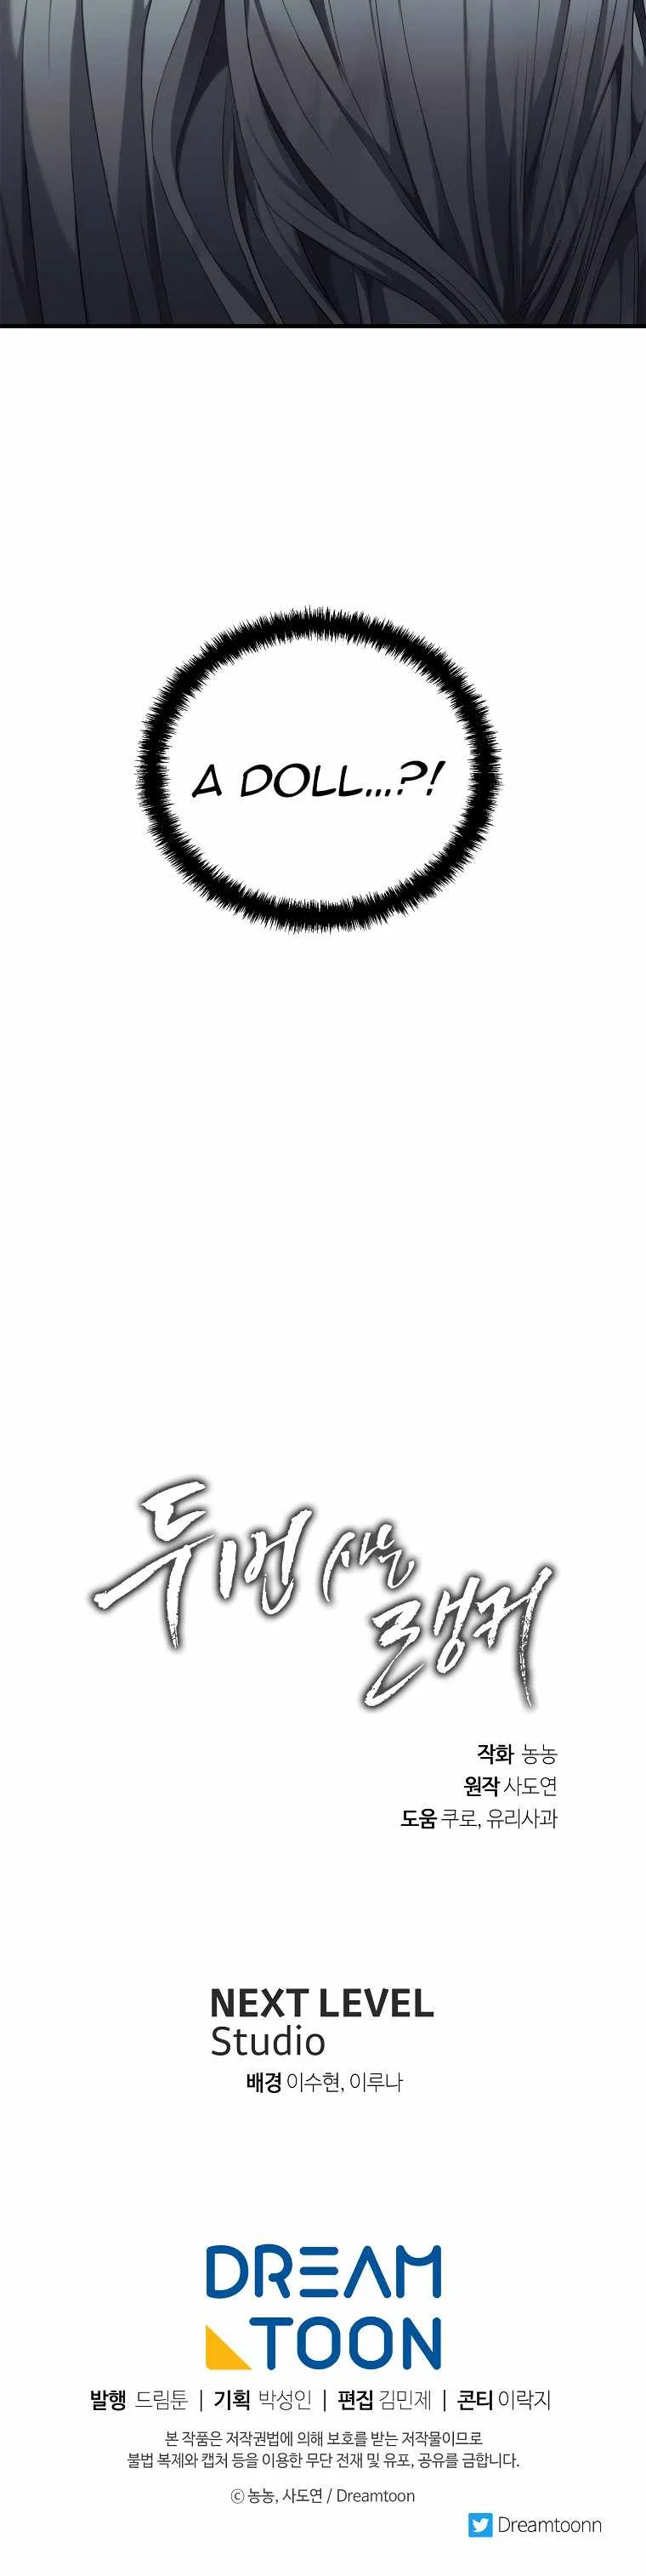 A DOLL...?!
두 번 사는
랭커
작화 농농
원작 사도연
도움 쿠로, 유리사과
NEXT LEVEL
Studio
배경 이수현, 이루나
DREAM
TOON
발행 드림툰 | 기획 박성인 | 편집 김민제 | 콘티 이락지
본 작품은 저작권법에 의해 보호를 받는 저작물이므로
불법 복제와 캡처 등을 이용한 무단 전재 및 유포, 공유를 금합니다.
ⓒ 농농, 사도연 / Dreamtoon
Dreamtoonn